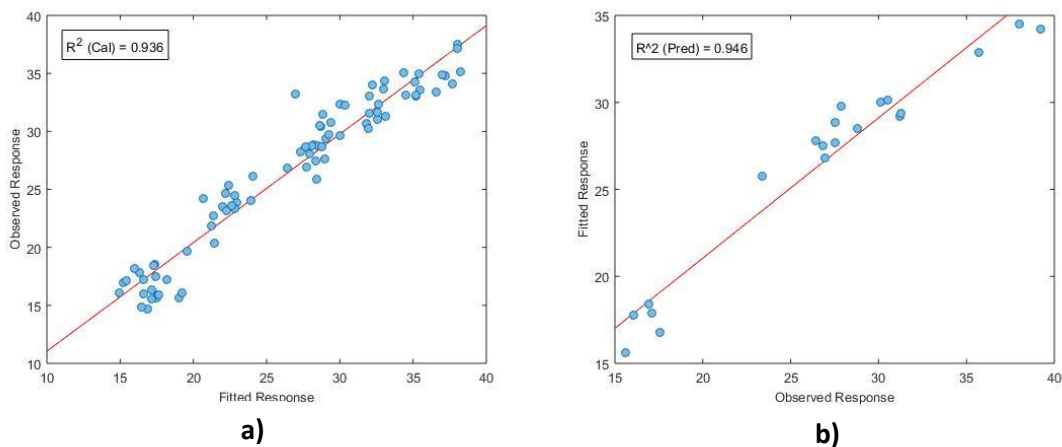 R² (Cal) = 0.936
40
35
30
25
20
15
10
Observed Response
10 15 20 25 30 35 40
Fitted Response
a)
R^2 (Pred) = 0.946
35
30
25
20
15
Fitted Response
15 20 25 30 35 40
Observed Response
b)